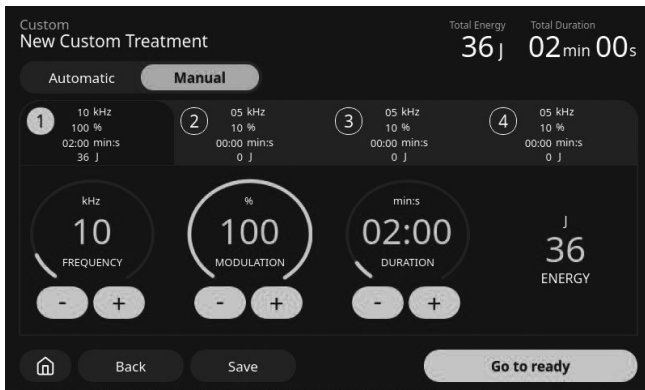 Custom
New Custom Treatment
Total Energy
36 J
Total Duration
02 min 00 s
Automatic
Manual
1
10 kHz
100 %
02:00 min:s
36 J
2
05 kHz
10 %
00:00 min:s
0 J
3
05 kHz
10 %
00:00 min:s
0 J
4
05 kHz
10 %
00:00 min:s
0 J
kHz
10
FREQUENCY
- +
%
100
MODULATION
- +
min:s
02:00
DURATION
- +
J
36
ENERGY
Back
Save
Go to ready